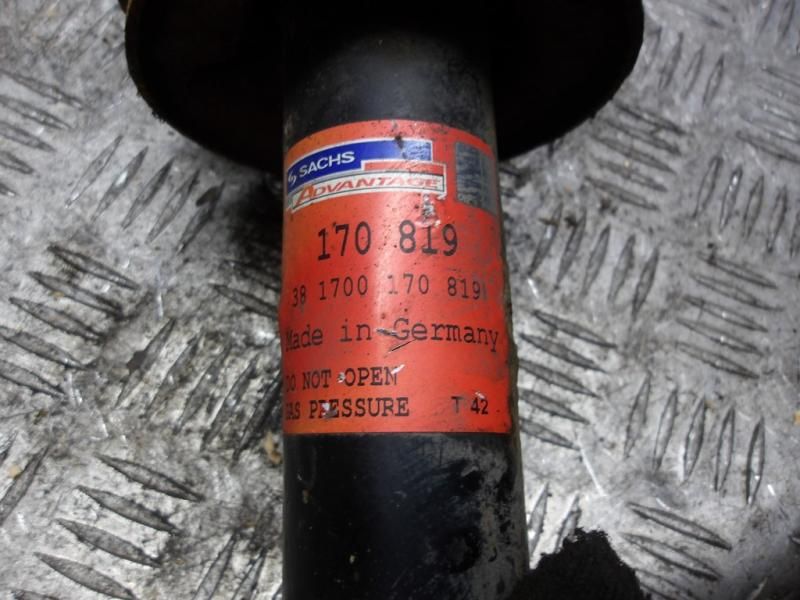 SACHS
ADVANTAGE
170 819
38 1700 170 819
Made in Germany
DO NOT OPEN
GAS PRESSURE T 42